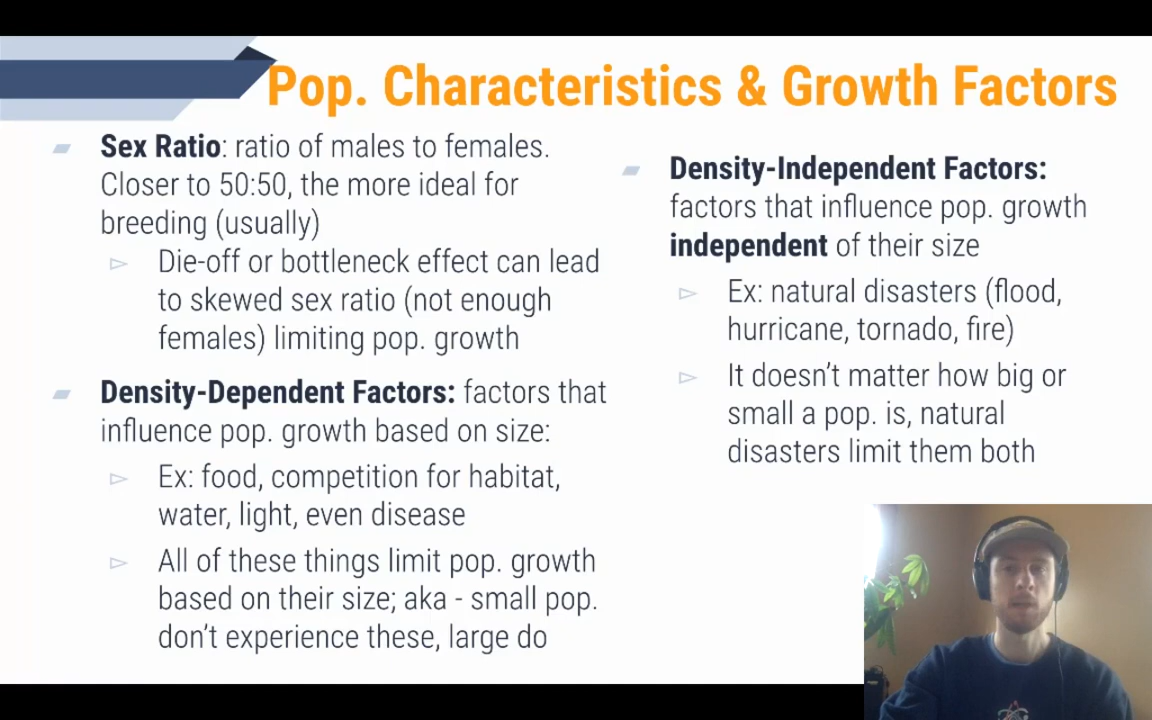 Pop. Characteristics & Growth Factors
Sex Ratio: ratio of males to females.
Closer to 50:50, the more ideal for
breeding (usually)
Die-off or bottleneck effect can lead
to skewed sex ratio (not enough
females) limiting pop. growth
Density-Dependent Factors: factors that
influence pop. growth based on size:
Ex: food, competition for habitat,
water, light, even disease
All of these things limit pop. growth
based on their size; aka - small pop.
don’t experience these, large do
Density-Independent Factors:
factors that influence pop. growth
independent of their size
Ex: natural disasters (flood,
hurricane, tornado, fire)
It doesn’t matter how big or
small a pop. is, natural
disasters limit them both